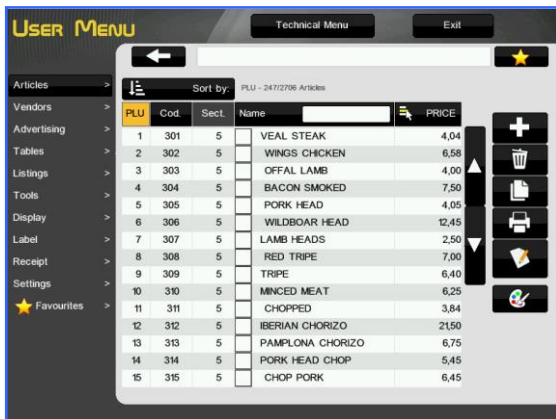 USER MENU
Technical Menu
Exit
Articles >
Vendors >
Advertising >
Tables >
Listings >
Tools >
Display >
Label >
Receipt >
Settings >
Favourites >
Sort by: PLU - 247/2706 Articles
PLU Cod. Sect. Name PRICE
1 301 5 VEAL STEAK 4,04
2 302 5 WINGS CHICKEN 6,58
3 303 5 OFFAL LAMB 4,00
4 304 5 BACON SMOKED 7,50
5 305 5 PORK HEAD 4,05
6 306 5 WILDBOAR HEAD 12,45
7 307 5 LAMB HEADS 2,50
8 308 5 RED TRIPE 7,00
9 309 5 TRIPE 6,40
10 310 5 MINCED MEAT 6,25
11 311 5 CHOPPED 3,84
12 312 5 IBERIAN CHORIZO 21,50
13 313 5 PAMPLONA CHORIZO 6,75
14 314 5 PORK HEAD CHOP 5,45
15 315 5 CHOP PORK 6,45